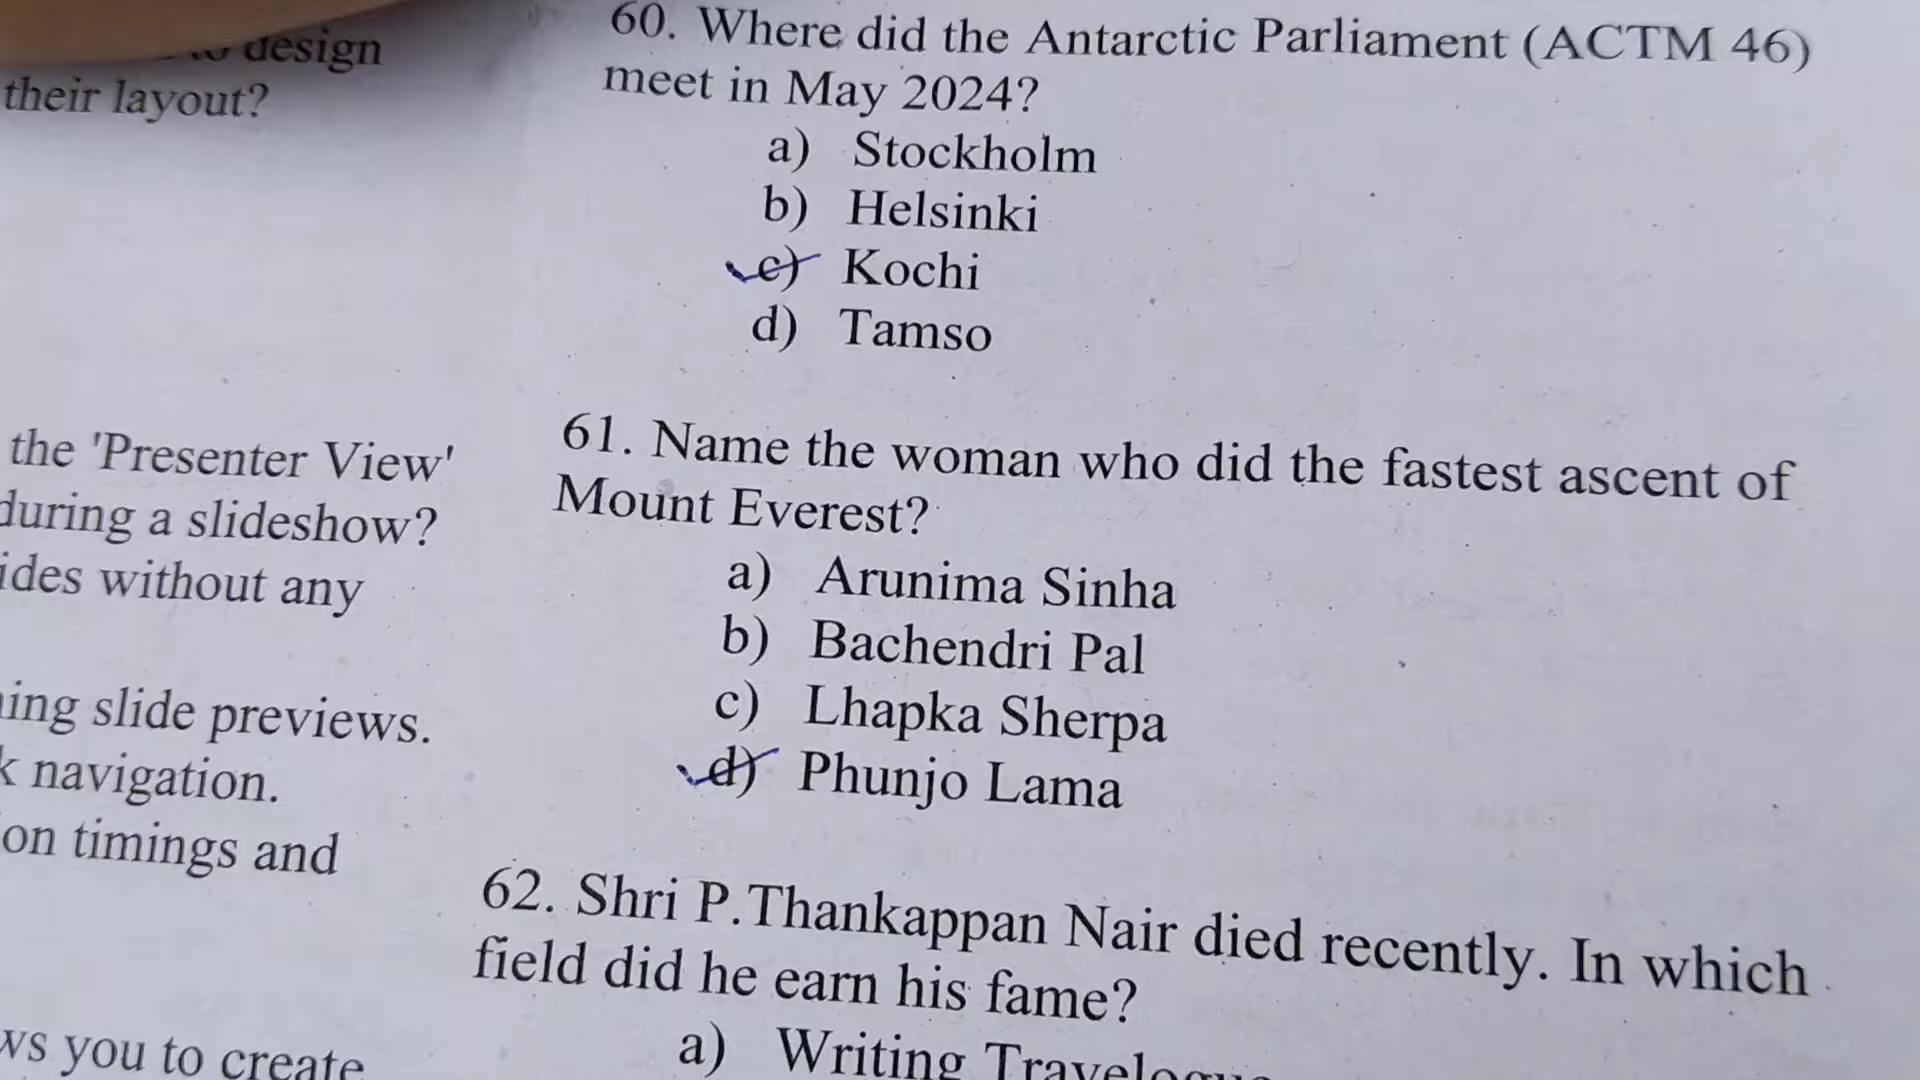 design
their layout?
the 'Presenter View'
during a slideshow?
ides without any
ing slide previews.
k navigation.
on timings and
ws you to create
60. Where did the Antarctic Parliament (ACTM 46)
meet in May 2024?
a) Stockholm
b) Helsinki
c) Kochi
d) Tamso
61. Name the woman who did the fastest ascent of
Mount Everest?
a) Arunima Sinha
b) Bachendri Pal
c) Lhapka Sherpa
d) Phunjo Lama
62. Shri P.Thankappan Nair died recently. In which
field did he earn his fame?
a) Writing